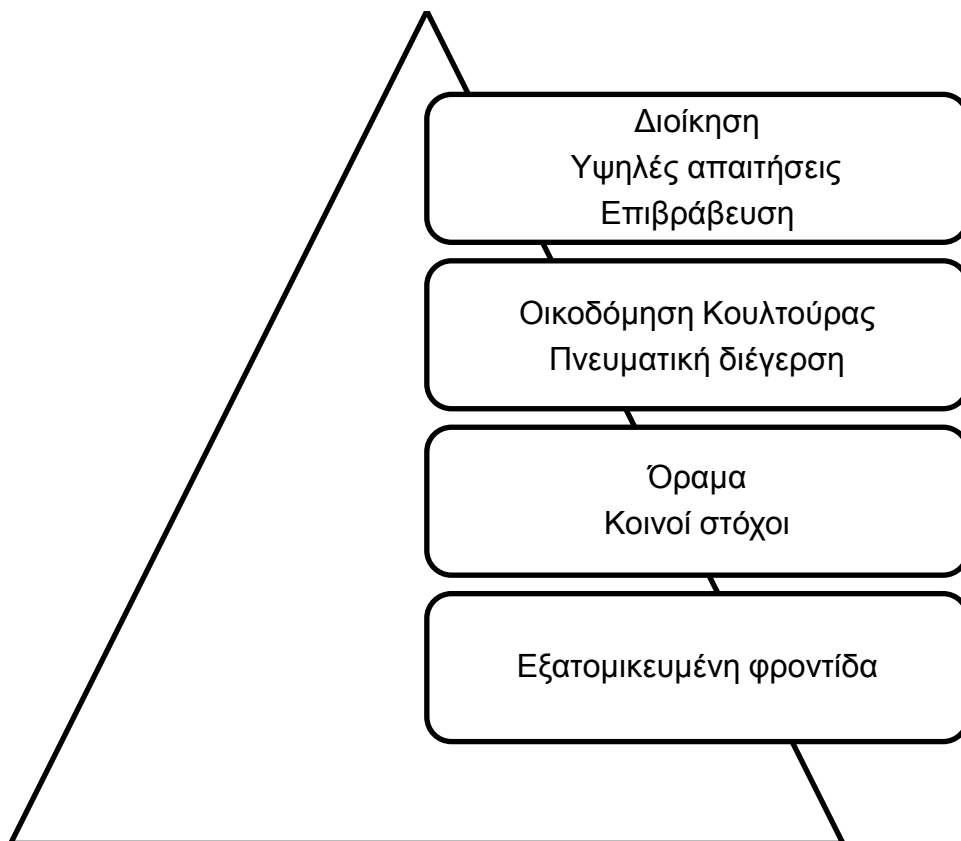 Διοίκηση
Υψηλές απαιτήσεις
Επιβράβευση
Οικοδόμηση Κουλτούρας
Πνευματική διέγερση
Όραμα
Κοινοί στόχοι
Εξατομικευμένη φροντίδα